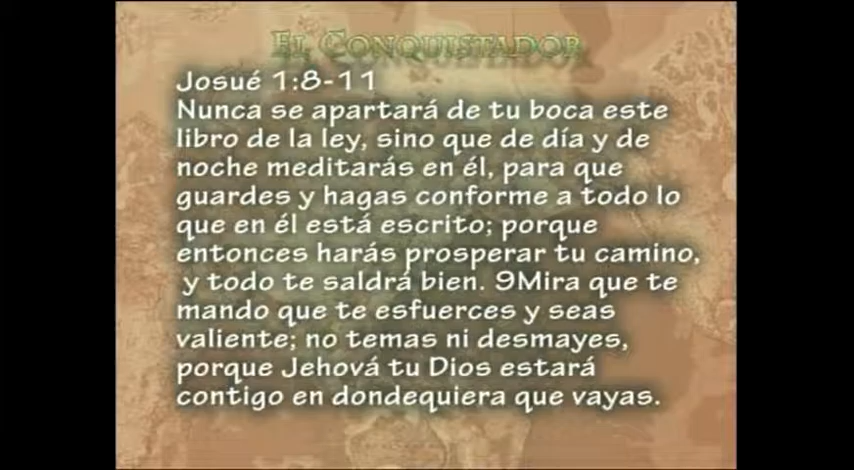 El Conquistador
Josué 1:8-11
Nunca se apartará de tu boca este
libro de la ley, sino que de día y de
noche meditarás en él, para que
guardes y hagas conforme a todo lo
que en él está escrito; porque
entonces harás prosperar tu camino,
y todo te saldrá bien. 9Mira que te
mando que te esfuerces y seas
valiente; no temas ni desmayes,
porque Jehová tu Dios estará
contigo en dondequiera que vayas.